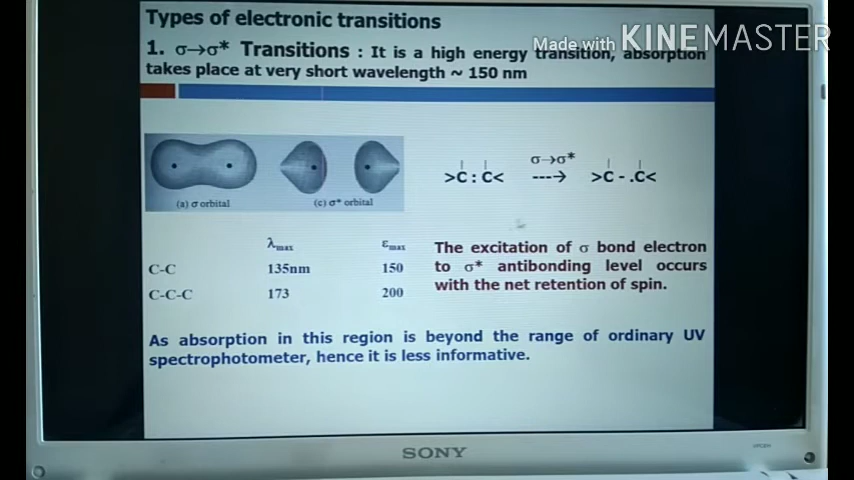 Types of electronic transitions
1. σ→σ* Transitions : It is a high energy transition, absorption
takes place at very short wavelength ~ 150 nm
Made with KINEMASTER
(a) σ orbital
(c) σ* orbital
σ→σ*
>C : C< ---→ >C - .C<
λmax εmax
C-C 135nm 150
C-C-C 173 200
The excitation of σ bond electron
to σ* antibonding level occurs
with the net retention of spin.
As absorption in this region is beyond the range of ordinary UV
spectrophotometer, hence it is less informative.
SONY